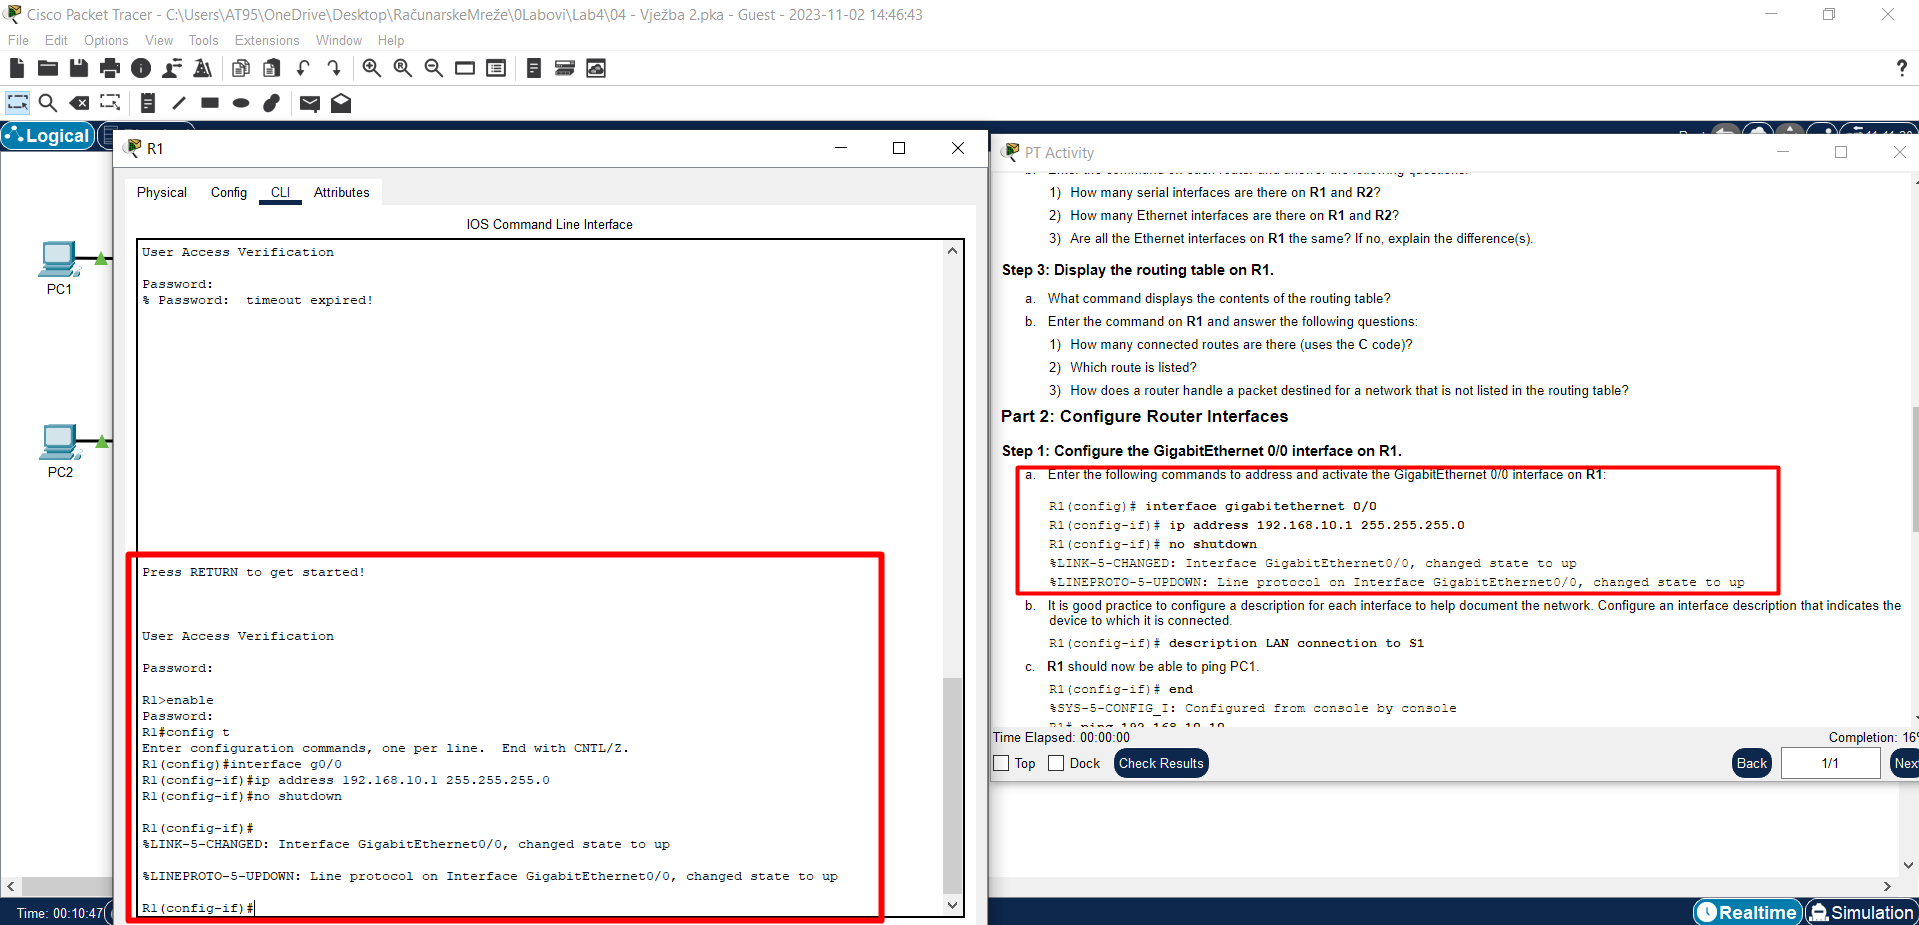 Cisco Packet Tracer - C:\Users\AT95\OneDrive\Desktop\RačunarskeMreže\0Labovi\Lab4\04 - Vježba 2.pka - Guest - 2023-11-02 14:46:43
File Edit Options View Tools Extensions Window Help
?
Logical
PC1
PC2
R1
Physical Config CLI Attributes
IOS Command Line Interface
User Access Verification
Password:
% Password:  timeout expired!
Press RETURN to get started!
User Access Verification
Password:
R1>enable
Password:
R1#config t
Enter configuration commands, one per line.  End with CNTL/Z.
R1(config)#interface g0/0
R1(config-if)#ip address 192.168.10.1 255.255.255.0
R1(config-if)#no shutdown
R1(config-if)#
%LINK-5-CHANGED: Interface GigabitEthernet0/0, changed state to up
%LINEPROTO-5-UPDOWN: Line protocol on Interface GigabitEthernet0/0, changed state to up
R1(config-if)#
PT Activity
1) How many serial interfaces are there on R1 and R2?
2) How many Ethernet interfaces are there on R1 and R2?
3) Are all the Ethernet interfaces on R1 the same? If no, explain the difference(s).
Step 3: Display the routing table on R1.
a. What command displays the contents of the routing table?
b. Enter the command on R1 and answer the following questions:
1) How many connected routes are there (uses the C code)?
2) Which route is listed?
3) How does a router handle a packet destined for a network that is not listed in the routing table?
Part 2: Configure Router Interfaces
Step 1: Configure the GigabitEthernet 0/0 interface on R1.
a. Enter the following commands to address and activate the GigabitEthernet 0/0 interface on R1:
R1(config)# interface gigabitethernet 0/0
R1(config-if)# ip address 192.168.10.1 255.255.255.0
R1(config-if)# no shutdown
%LINK-5-CHANGED: Interface GigabitEthernet0/0, changed state to up
%LINEPROTO-5-UPDOWN: Line protocol on Interface GigabitEthernet0/0, changed state to up
b. It is good practice to configure a description for each interface to help document the network. Configure an interface description that indicates the
device to which it is connected.
R1(config-if)# description LAN connection to S1
c. R1 should now be able to ping PC1.
R1(config-if)# end
%SYS-5-CONFIG_I: Configured from console by console
R1# ping 192.168.10.10
Time Elapsed: 00:00:00 Completion: 16%
Top Dock Check Results Back 1/1 Nex
Time: 00:10:47
Realtime Simulation